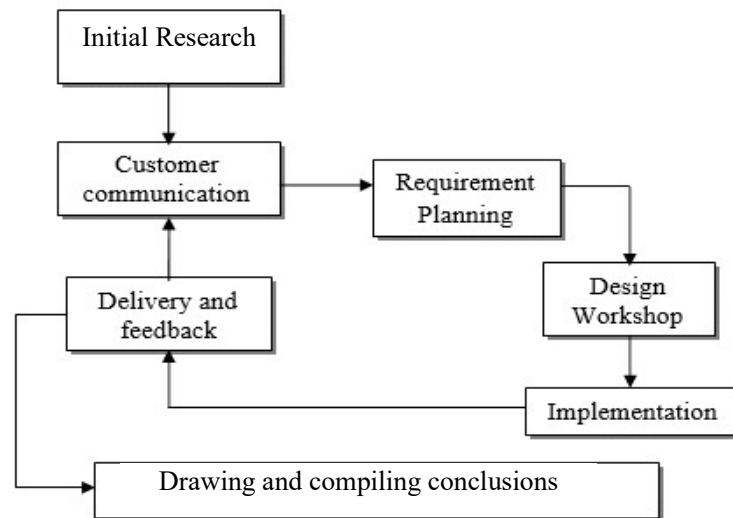 Initial Research
Customer
communication
Requirement
Planning
Design
Workshop
Implementation
Delivery and
feedback
Drawing and compiling conclusions